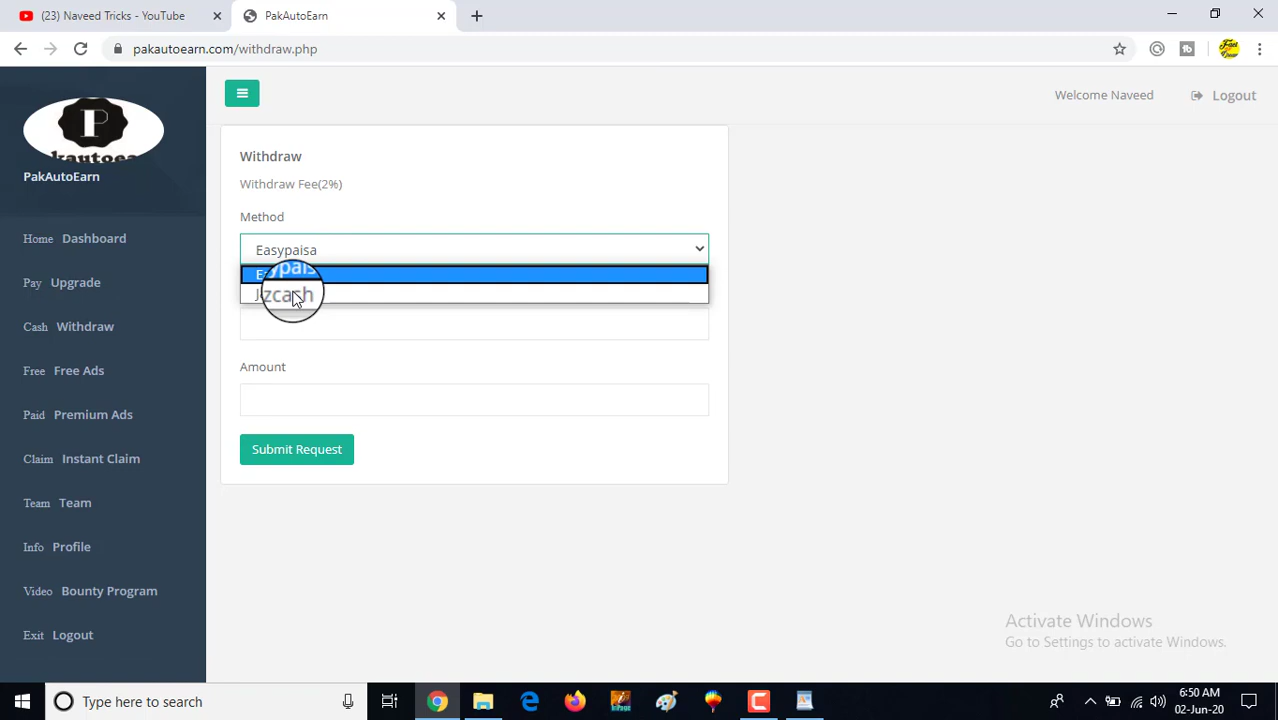 (23) Naveed Tricks - YouTube
PakAutoEarn
pakautoearn.com/withdraw.php
P
PakAutoEarn
Home Dashboard
Pay Upgrade
Cash Withdraw
Free Free Ads
Paid Premium Ads
Claim Instant Claim
Team Team
Info Profile
Video Bounty Program
Exit Logout
Welcome Naveed
Logout
Withdraw
Withdraw Fee(2%)
Method
Easypaisa
Amount
Submit Request
Activate Windows
Go to Settings to activate Windows.
Type here to search
6:50 AM
02-Jun-20